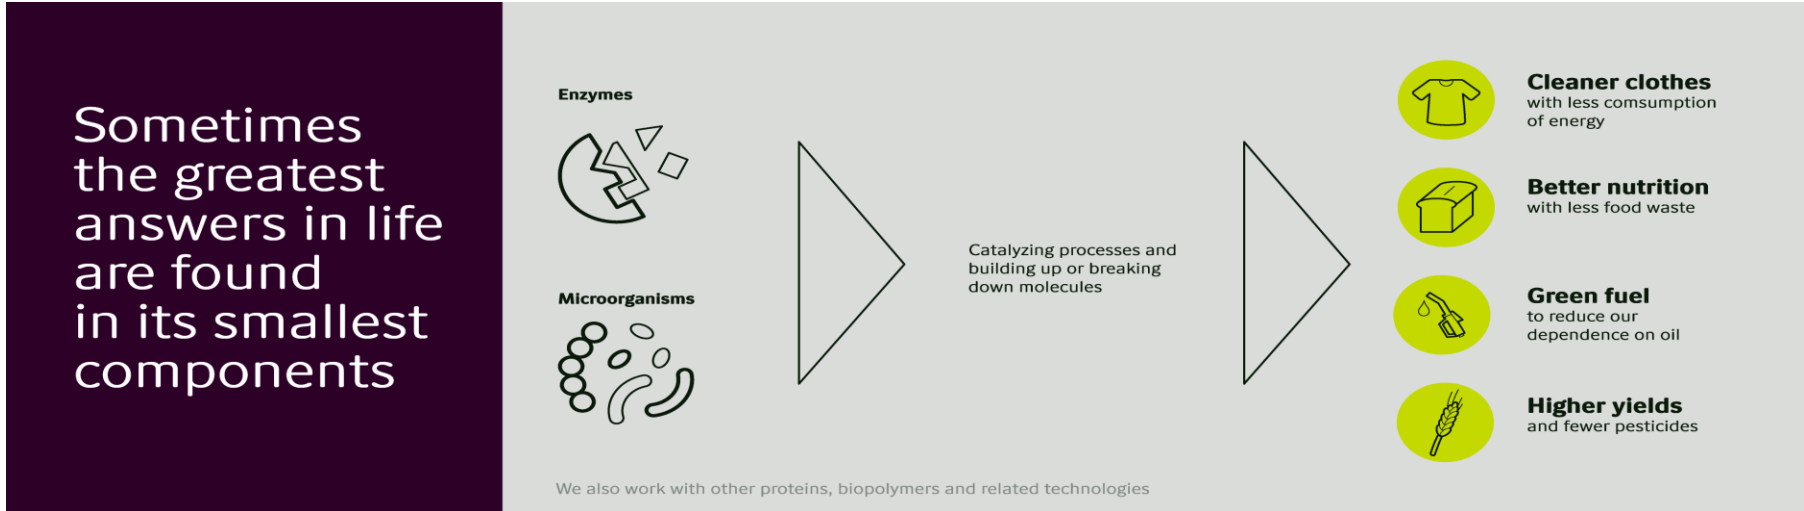 Sometimes
the greatest
answers in life
are found
in its smallest
components
Enzymes
Microorganisms
Catalyzing processes and
building up or breaking
down molecules
Cleaner clothes
with less comsumption
of energy
Better nutrition
with less food waste
Green fuel
to reduce our
dependence on oil
Higher yields
and fewer pesticides
We also work with other proteins, biopolymers and related technologies